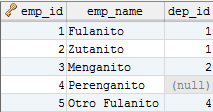 emp_id emp_name dep_id
1 Fulanito 1
2 Zutanito 1
3 Menganito 2
4 Perenganito (null)
5 Otro Fulanito 4